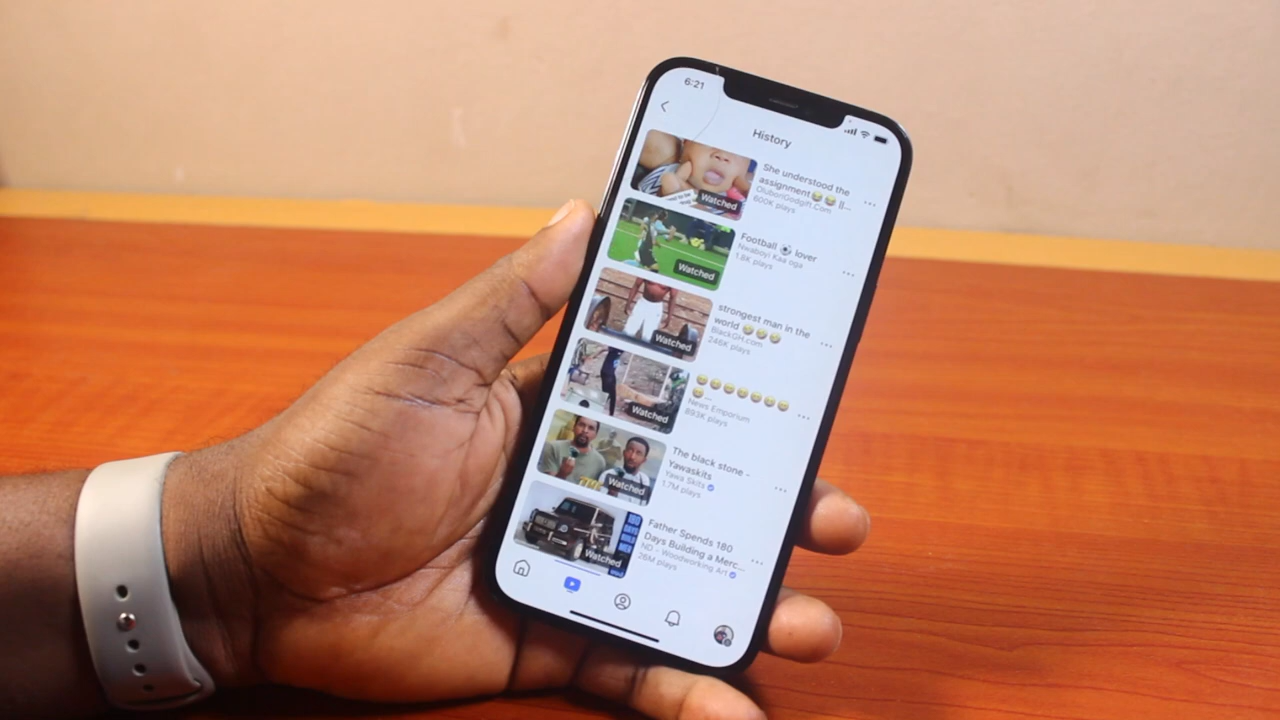 6:21
History
She understood the
assignment😂😂 ||...
OluboriGodgift.Com
600K plays
Watched
Football ⚽ lover
Nwaboyi Kaa oga
1.8K plays
Watched
strongest man in the
world 🤣🤣🤣
BlackGH.com
246K plays
Watched
😂😂😂😂😂😂😂
😂...
News Emporium
893K plays
Watched
The black stone -
Yawaskits
Yawa Skits
1.7M plays
Watched
Father Spends 180
Days Building a Merc...
ND - Woodworking Art
26M plays
180
DAYS
Watched